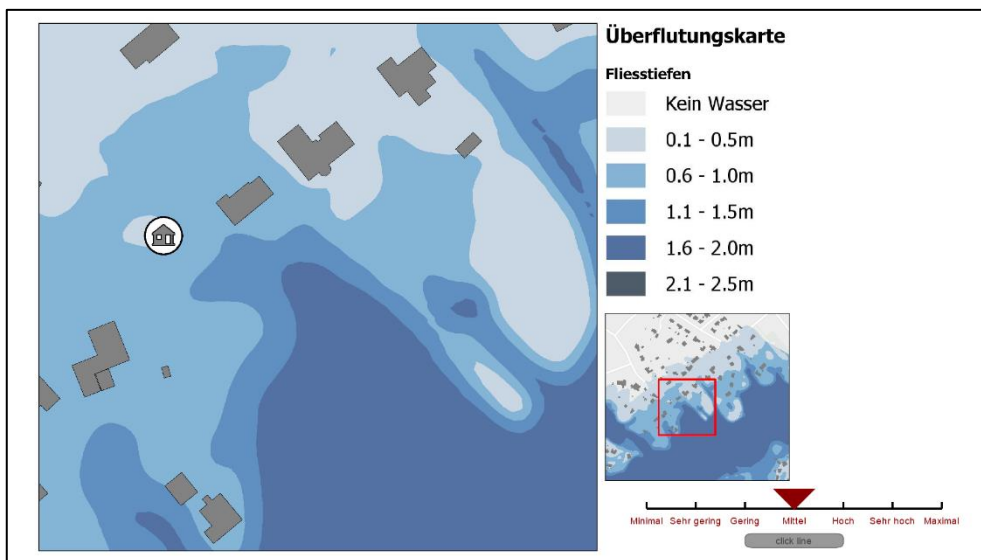 Überflutungskarte
Fliesstiefen
Kein Wasser
0.1 - 0.5m
0.6 - 1.0m
1.1 - 1.5m
1.6 - 2.0m
2.1 - 2.5m
Minimal Sehr gering Gering Mittel Hoch Sehr hoch Maximal
click line